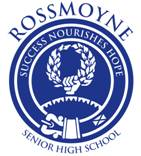 ROSSMOYNE
SUCCESS NOURISHES HOPE
SENIOR HIGH SCHOOL